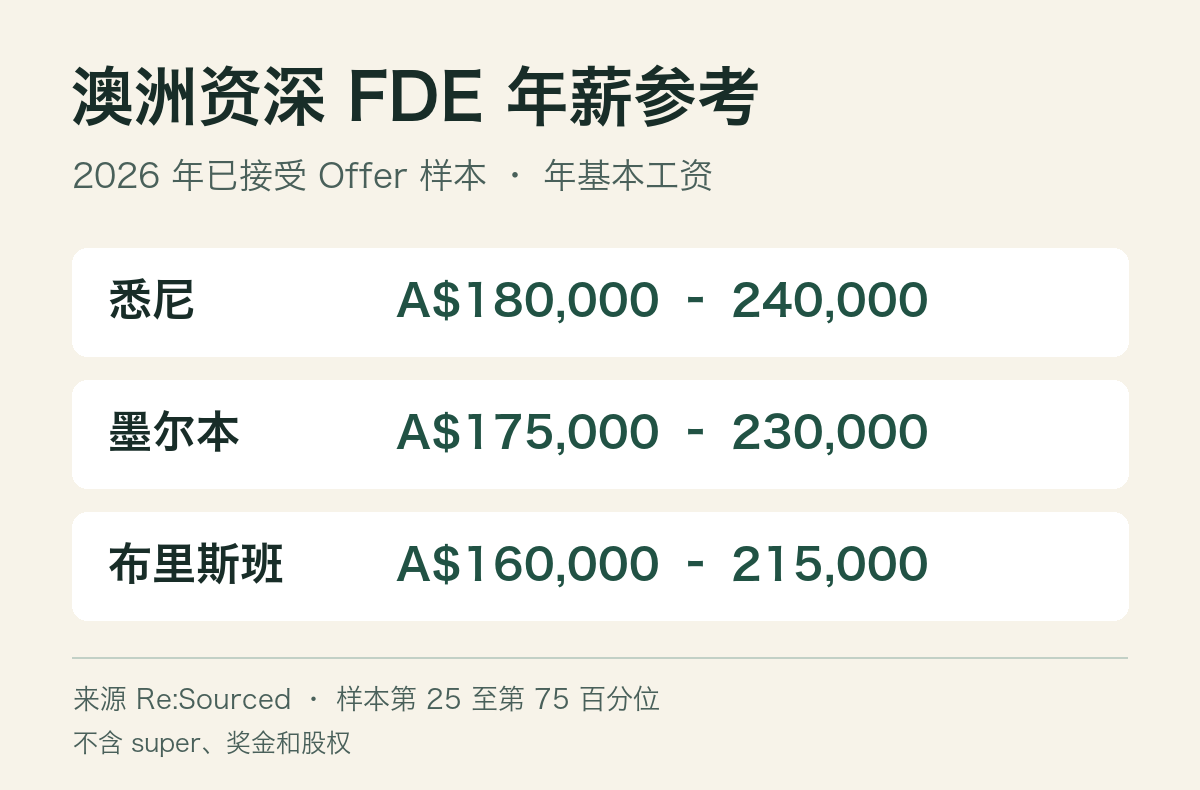 澳洲资深 FDE 年薪参考
2026 年已接受 Offer 样本 · 年基本工资
悉尼 A$180,000 - 240,000
墨尔本 A$175,000 - 230,000
布里斯班 A$160,000 - 215,000
来源 Re:Sourced · 样本第 25 至第 75 百分位
不含 super、奖金和股权